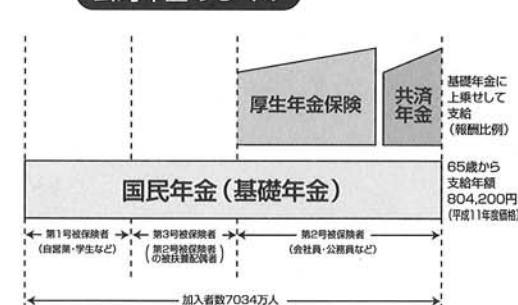 厚生年金保険
共済
年金
基礎年金に
上乗せして
支給
(報酬比例)
国民年金(基礎年金)
65歳から
支給年額
804,200円
(平成11年度価格)
第1号被保険者
(自営業・学生など)
第3号被保険者
(第2号被保険者
の被扶養配偶者)
第2号被保険者
(会社員・公務員など)
加入者数7034万人